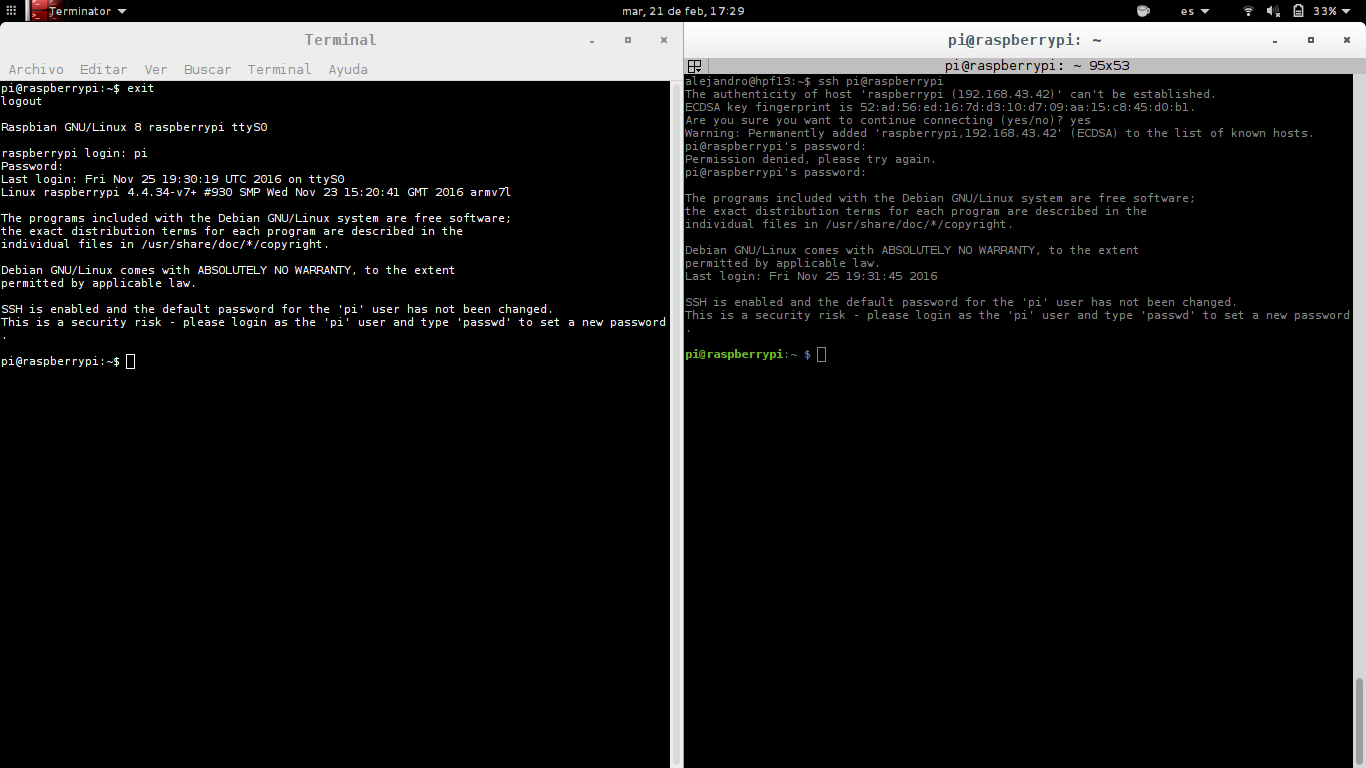 Terminator
mar, 21 de feb, 17:29
es
33%
Terminal
Archivo Editar Ver Buscar Terminal Ayuda
pi@raspberrypi:~$ exit
logout
Raspbian GNU/Linux 8 raspberrypi ttyS0
raspberrypi login: pi
Password:
Last login: Fri Nov 25 19:30:19 UTC 2016 on ttyS0
Linux raspberrypi 4.4.34-v7+ #930 SMP Wed Nov 23 15:20:41 GMT 2016 armv7l
The programs included with the Debian GNU/Linux system are free software;
the exact distribution terms for each program are described in the
individual files in /usr/share/doc/*/copyright.
Debian GNU/Linux comes with ABSOLUTELY NO WARRANTY, to the extent
permitted by applicable law.
SSH is enabled and the default password for the 'pi' user has not been changed.
This is a security risk - please login as the 'pi' user and type 'passwd' to set a new password
.
pi@raspberrypi:~$
pi@raspberrypi: ~
pi@raspberrypi: ~ 95x53
alejandro@hpf13:~$ ssh pi@raspberrypi
The authenticity of host 'raspberrypi (192.168.43.42)' can't be established.
ECDSA key fingerprint is 52:ad:56:ed:16:7d:d3:10:d7:09:aa:15:c8:45:d0:b1.
Are you sure you want to continue connecting (yes/no)? yes
Warning: Permanently added 'raspberrypi,192.168.43.42' (ECDSA) to the list of known hosts.
pi@raspberrypi's password:
Permission denied, please try again.
pi@raspberrypi's password:
The programs included with the Debian GNU/Linux system are free software;
the exact distribution terms for each program are described in the
individual files in /usr/share/doc/*/copyright.
Debian GNU/Linux comes with ABSOLUTELY NO WARRANTY, to the extent
permitted by applicable law.
Last login: Fri Nov 25 19:31:45 2016
SSH is enabled and the default password for the 'pi' user has not been changed.
This is a security risk - please login as the 'pi' user and type 'passwd' to set a new password
.
pi@raspberrypi:~ $